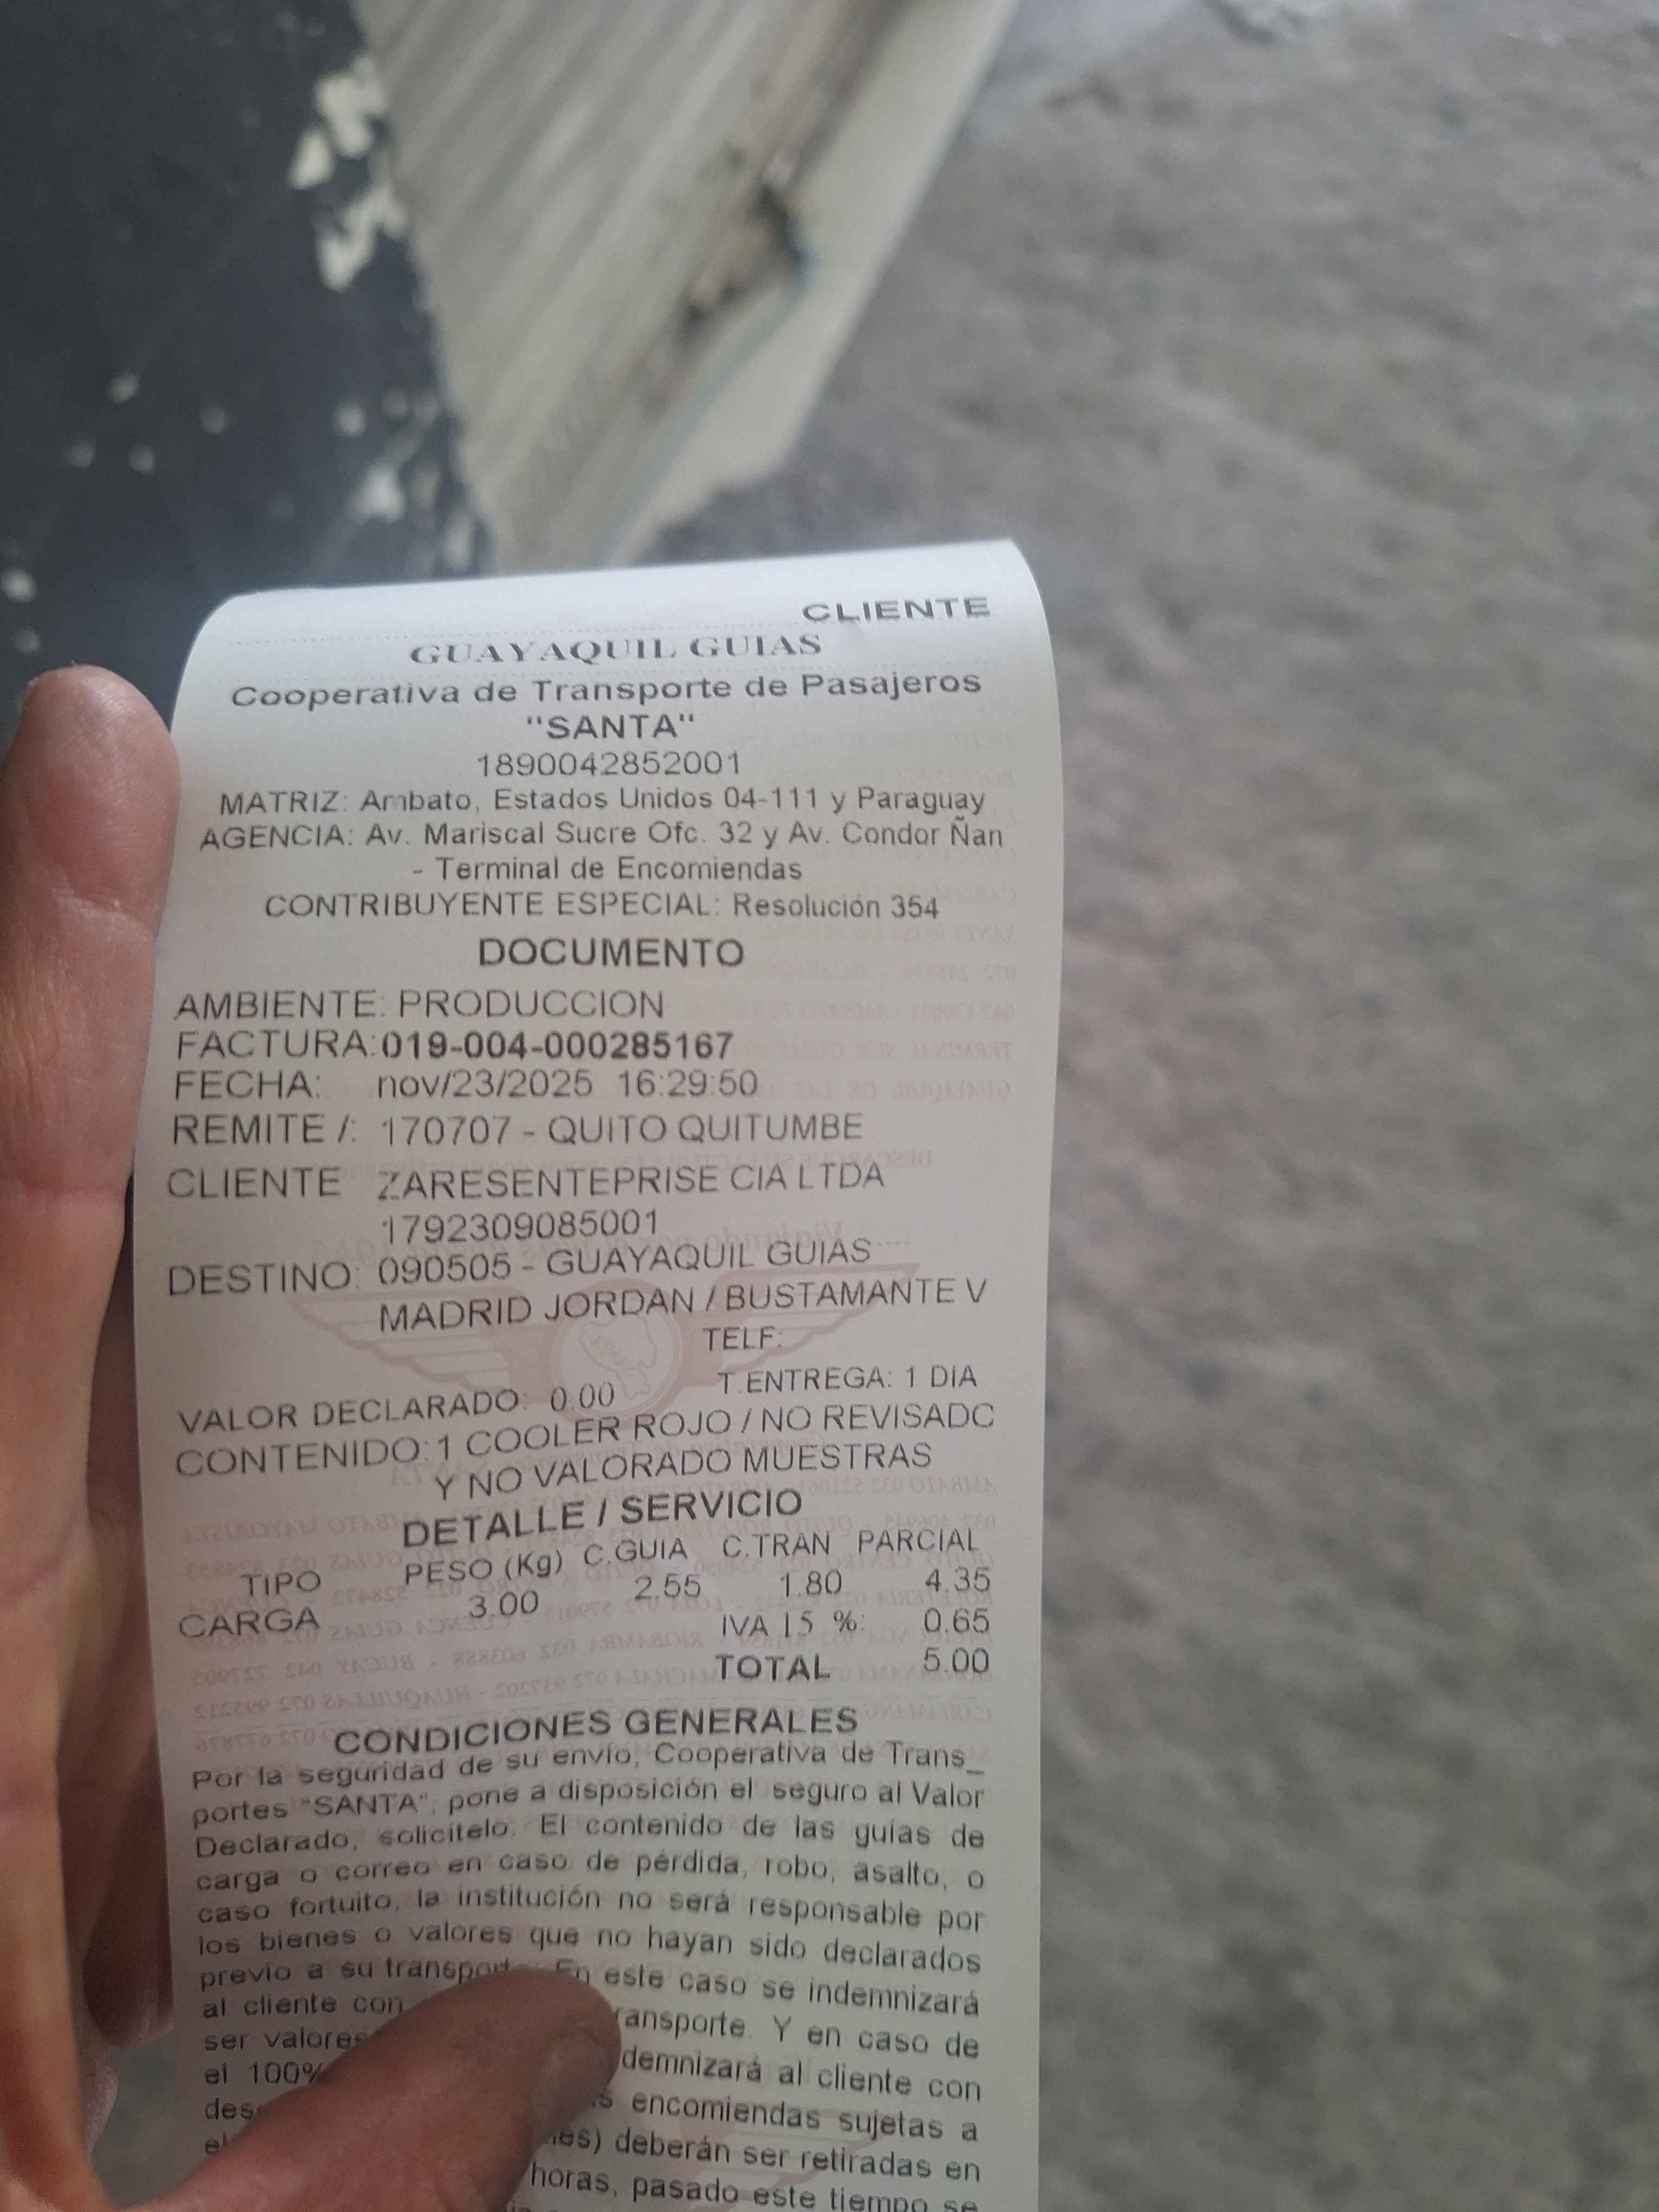 CLIENTE
GUAYAQUIL GUIAS
Cooperativa de Transporte de Pasajeros
"SANTA"
1890042852001
MATRIZ: Ambato, Estados Unidos 04-111 y Paraguay
AGENCIA: Av. Mariscal Sucre Ofc. 32 y Av. Condor Ñan
- Terminal de Encomiendas
CONTRIBUYENTE ESPECIAL: Resolución 354
DOCUMENTO
AMBIENTE: PRODUCCION
FACTURA:019-004-000285167
FECHA: nov/23/2025 16:29:50
REMITE /: 170707 - QUITO QUITUMBE
CLIENTE ZARESENTEPRISE CIA LTDA
1792309085001
DESTINO: 090505 - GUAYAQUIL GUIAS
MADRID JORDAN / BUSTAMANTE V
TELF:
VALOR DECLARADO: 0.00 T.ENTREGA: 1 DIA
CONTENIDO:1 COOLER ROJO / NO REVISADO
Y NO VALORADO MUESTRAS
DETALLE / SERVICIO
TIPO PESO (Kg) C.GUIA C.TRAN PARCIAL
CARGA 3.00 2.55 1.80 4.35
IVA 15 %: 0.65
TOTAL 5.00
CONDICIONES GENERALES
Por la seguridad de su envío, Cooperativa de Trans_
portes "SANTA", pone a disposición el seguro al Valor
Declarado, solicítelo. El contenido de las guías de
carga o correo en caso de pérdida, robo, asalto, o
caso fortuito, la institución no será responsable por
los bienes o valores que no hayan sido declarados
previo a su transporte. En este caso se indemnizará
al cliente con ransporte. Y en caso de
ser valores demnizará al cliente con
el 100% encomiendas sujetas a
des deberán ser retiradas en
el horas, pasado este tiempo se